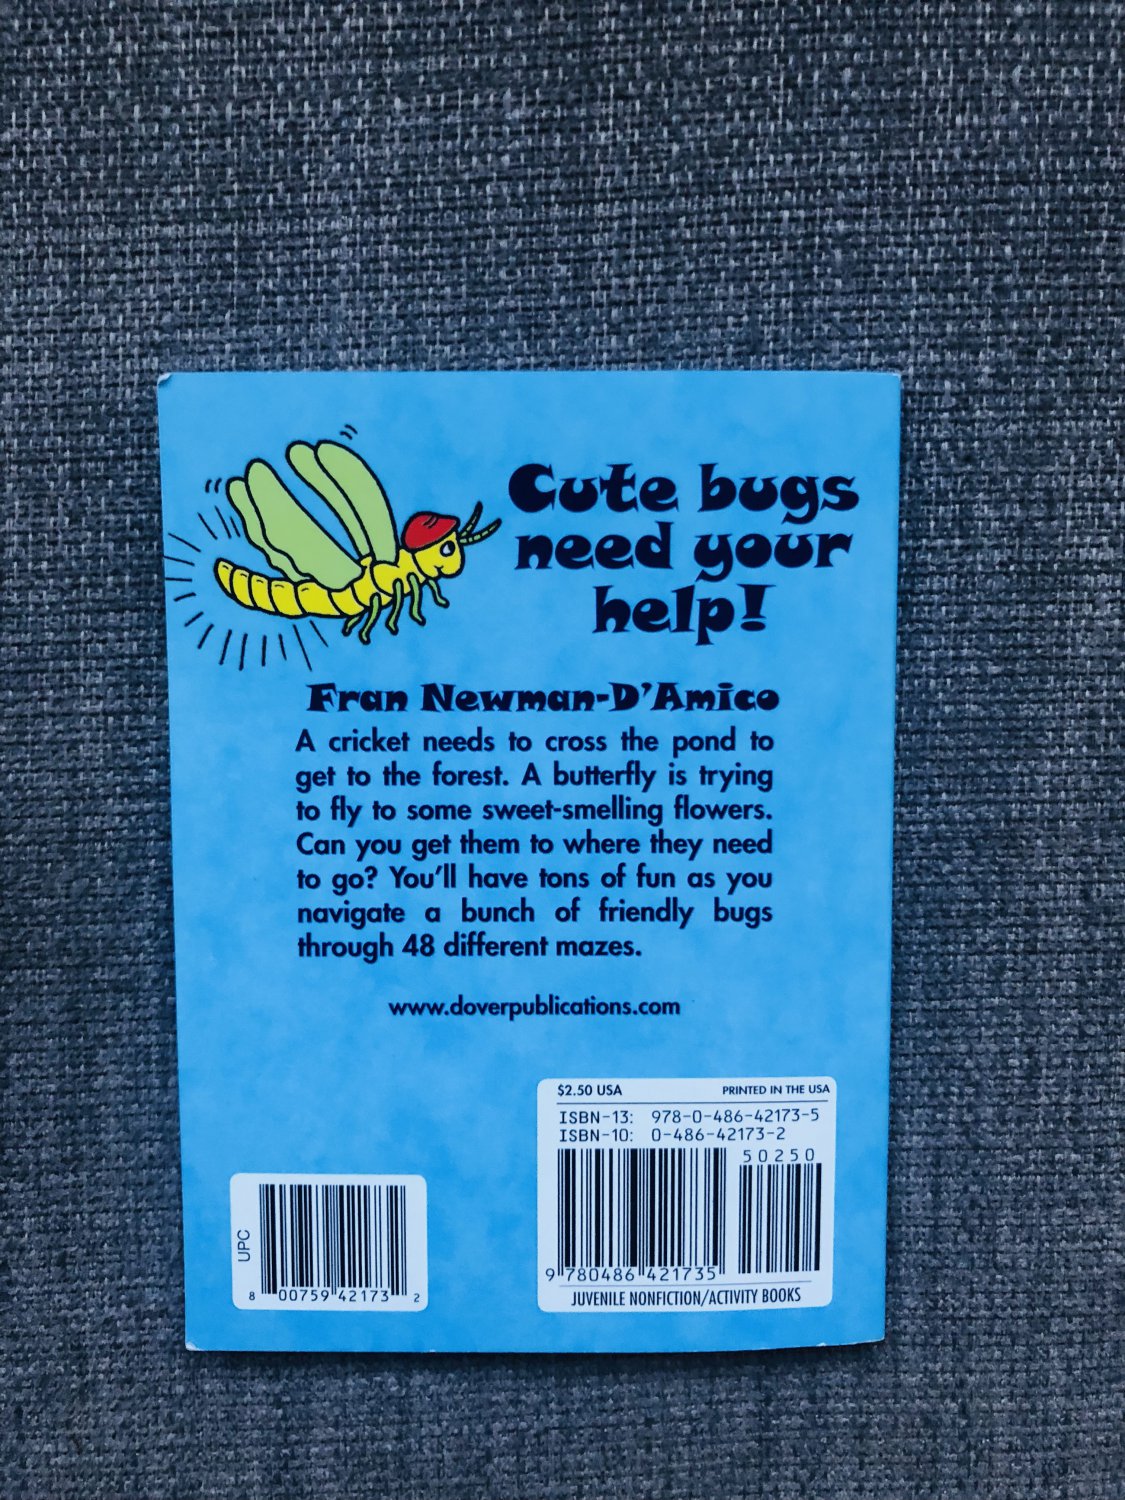 Cute bugs
need your
help!
Fran Newman-D'Amico
A cricket needs to cross the pond to
get to the forest. A butterfly is trying
to fly to some sweet-smelling flowers.
Can you get them to where they need
to go? You'll have tons of fun as you
navigate a bunch of friendly bugs
through 48 different mazes.
www.doverpublications.com
$2.50 USA PRINTED IN THE USA
ISBN-13: 978-0-486-42173-5
ISBN-10: 0-486-42173-2
50250
9 780486 421735
JUVENILE NONFICTION/ACTIVITY BOOKS
UPC
8 00759 42173 2